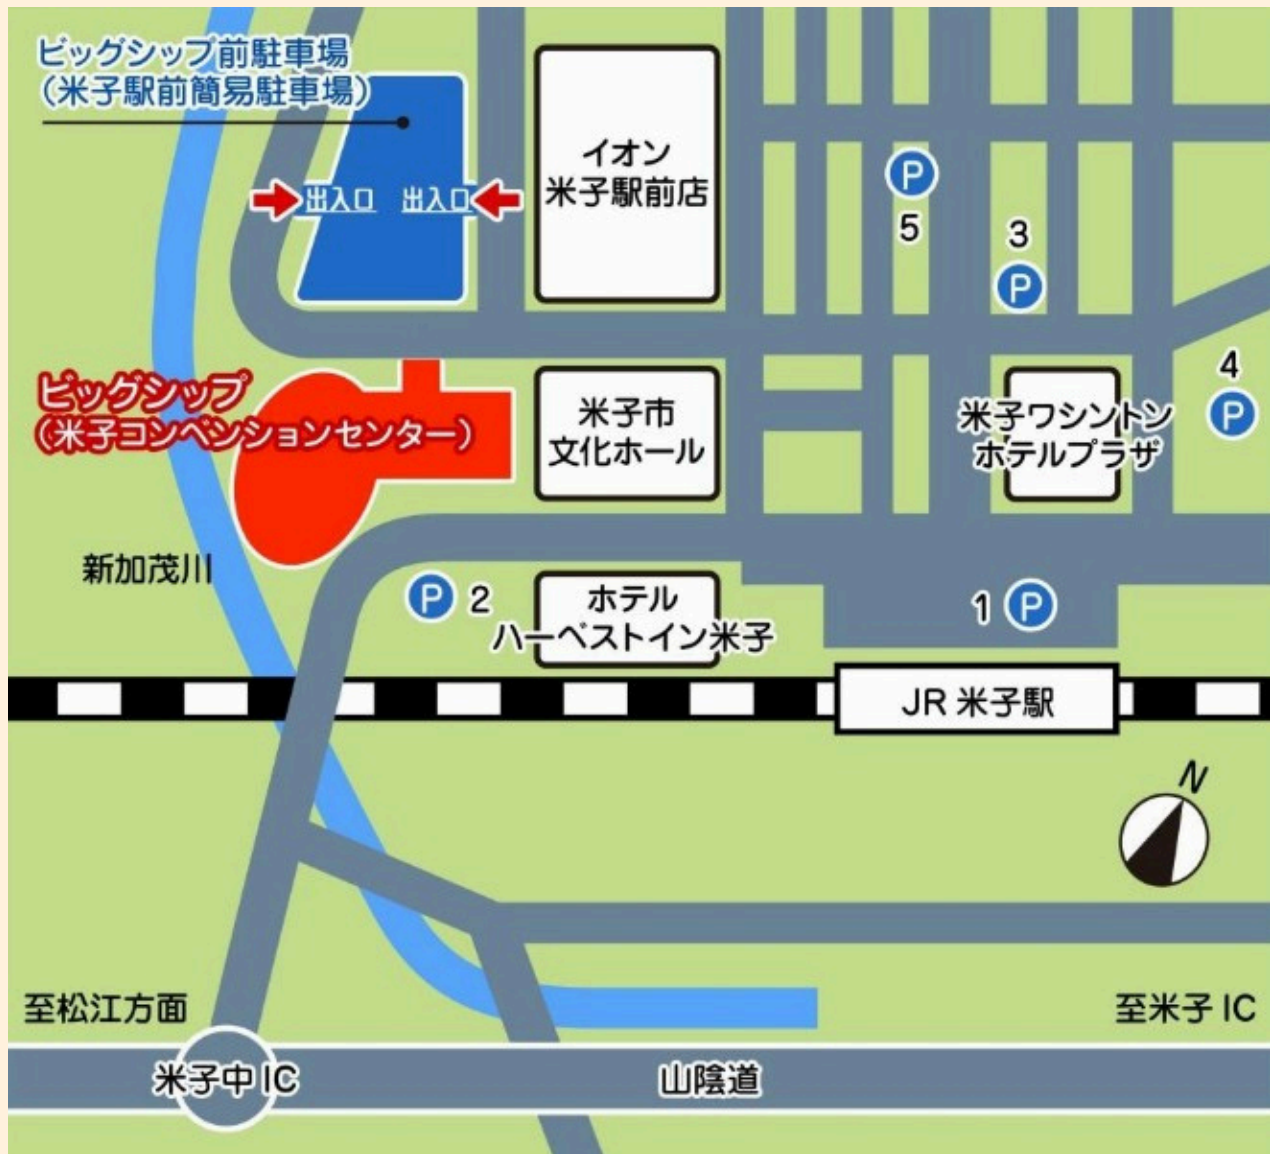 ビッグシップ前駐車場
（米子駅前簡易駐車場）
イオン
米子駅前店
出入口 出入口
P
5
3
P
4
P
ビッグシップ
（米子コンベンションセンター）
米子市
文化ホール
米子ワシントン
ホテルプラザ
新加茂川
P 2
ホテル
ハーベストイン米子
1 P
JR 米子駅
N
至松江方面
至米子 IC
米子中 IC
山陰道